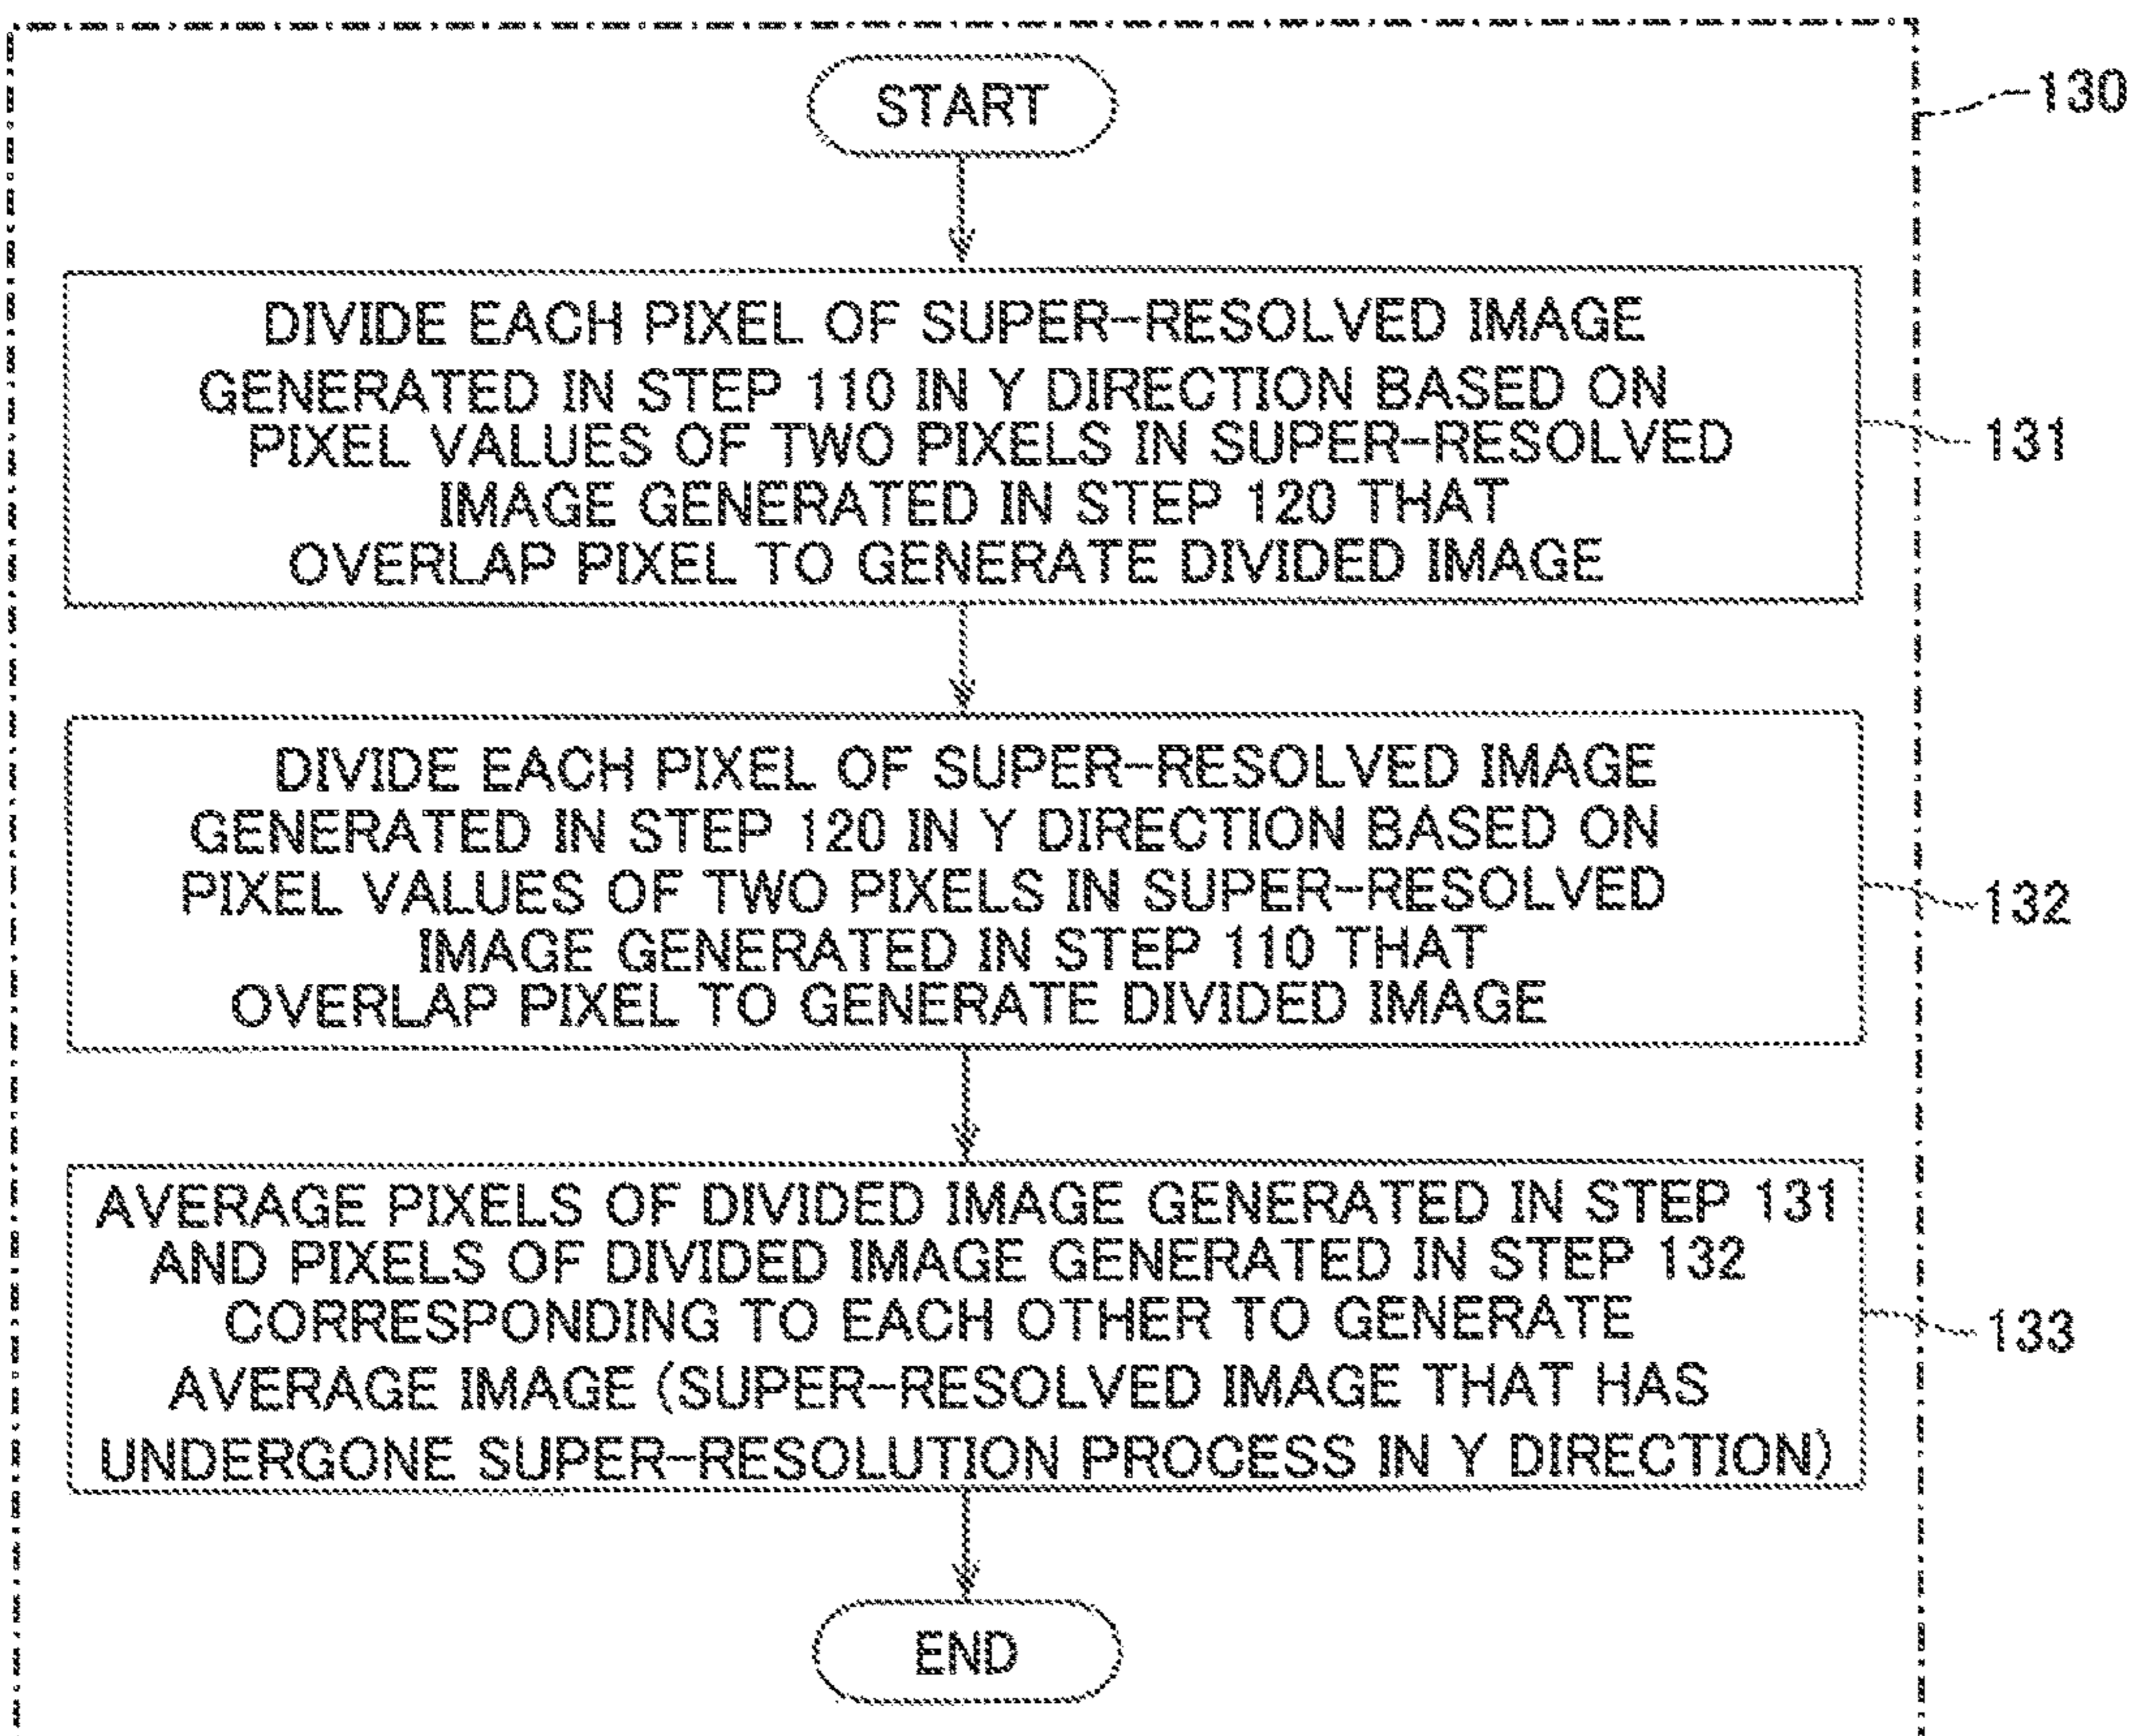 START
130
DIVIDE EACH PIXEL OF SUPER-RESOLVED IMAGE
GENERATED IN STEP 110 IN Y DIRECTION BASED ON
PIXEL VALUES OF TWO PIXELS IN SUPER-RESOLVED
IMAGE GENERATED IN STEP 120 THAT
OVERLAP PIXEL TO GENERATE DIVIDED IMAGE
131
DIVIDE EACH PIXEL OF SUPER-RESOLVED IMAGE
GENERATED IN STEP 120 IN Y DIRECTION BASED ON
PIXEL VALUES OF TWO PIXELS IN SUPER-RESOLVED
IMAGE GENERATED IN STEP 110 THAT
OVERLAP PIXEL TO GENERATE DIVIDED IMAGE
132
AVERAGE PIXELS OF DIVIDED IMAGE GENERATED IN STEP 131
AND PIXELS OF DIVIDED IMAGE GENERATED IN STEP 132
CORRESPONDING TO EACH OTHER TO GENERATE
AVERAGE IMAGE (SUPER-RESOLVED IMAGE THAT HAS
UNDERGONE SUPER-RESOLUTION PROCESS IN Y DIRECTION)
133
END